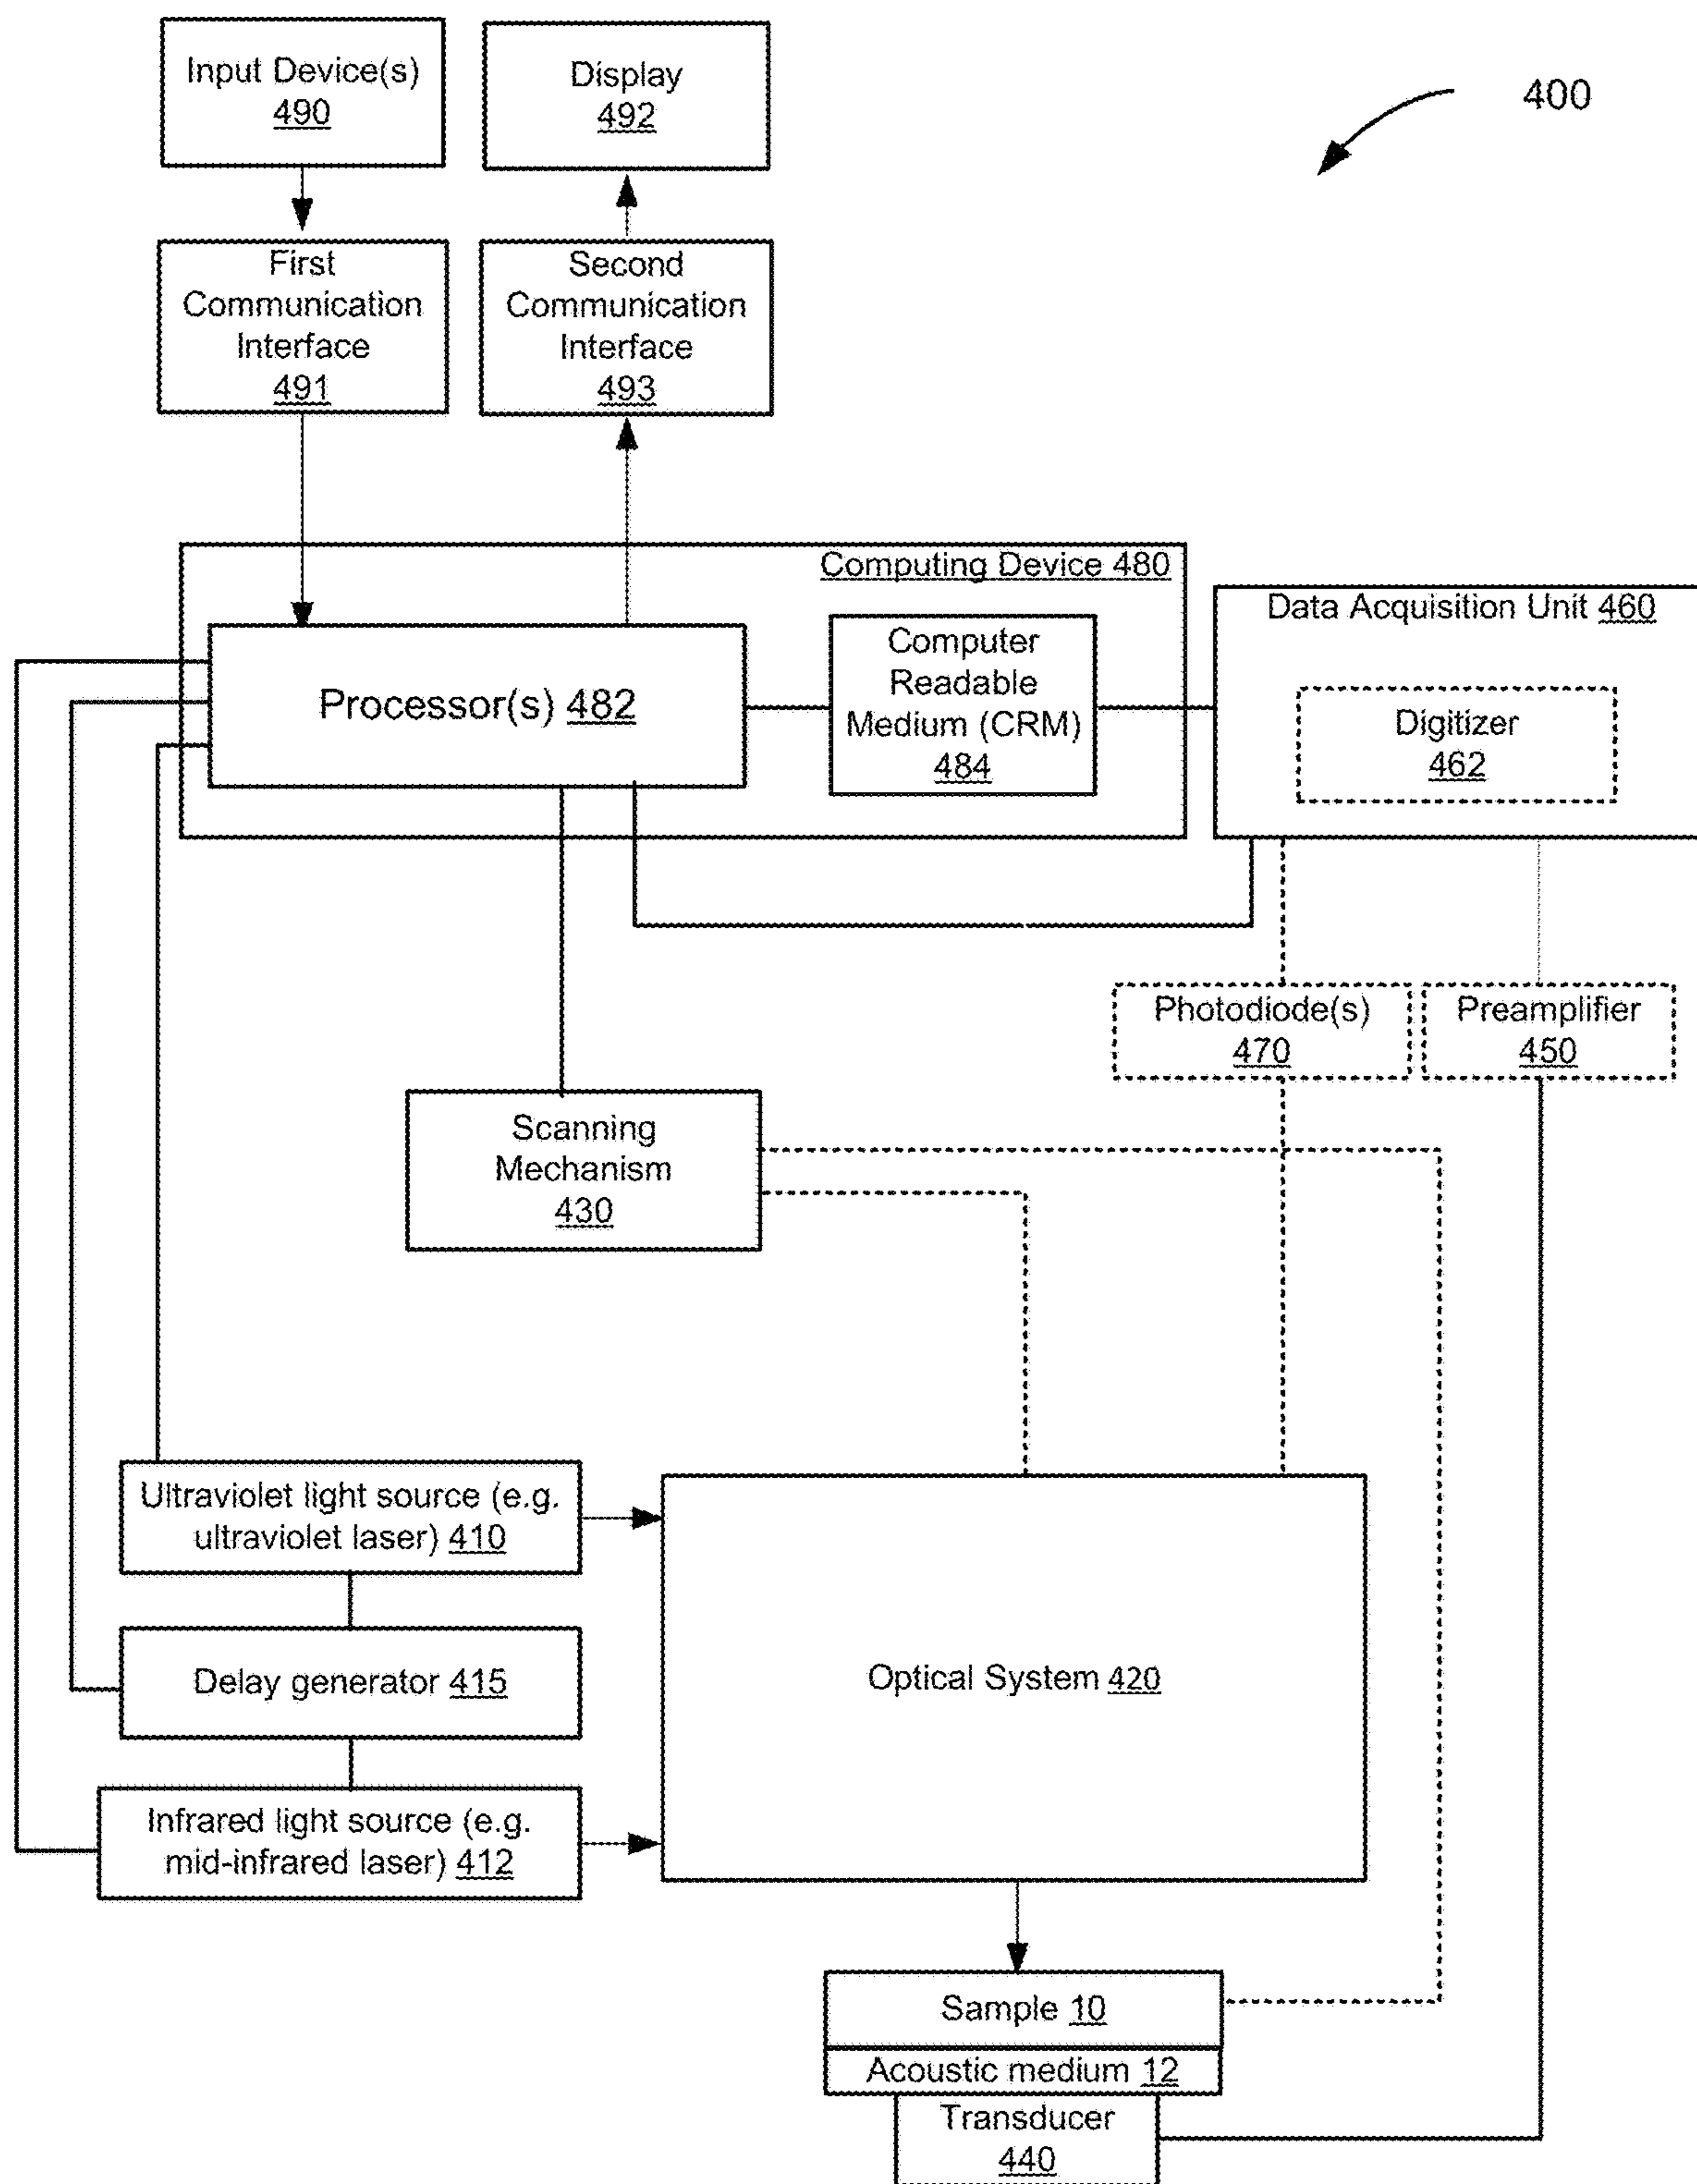 Input Device(s)
490
Display
492
400
First
Communication
Interface
491
Second
Communication
Interface
493
Computing Device 480
Processor(s) 482
Computer
Readable
Medium (CRM)
484
Data Acquisition Unit 460
Digitizer
462
Photodiode(s)
470
Preamplifier
450
Scanning
Mechanism
430
Ultraviolet light source (e.g.
ultraviolet laser) 410
Delay generator 415
Infrared light source (e.g.
mid-infrared laser) 412
Optical System 420
Sample 10
Acoustic medium 12
Transducer
440